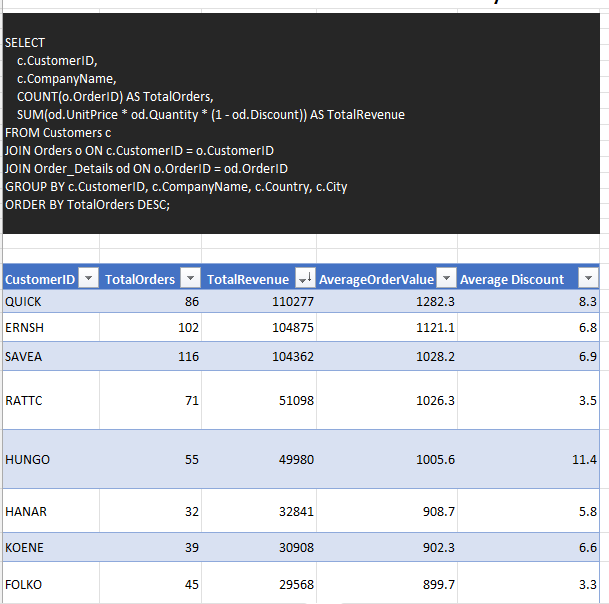 SELECT
c.CustomerID,
c.CompanyName,
COUNT(o.OrderID) AS TotalOrders,
SUM(od.UnitPrice * od.Quantity * (1 - od.Discount)) AS TotalRevenue
FROM Customers c
JOIN Orders o ON c.CustomerID = o.CustomerID
JOIN Order_Details od ON o.OrderID = od.OrderID
GROUP BY c.CustomerID, c.CompanyName, c.Country, c.City
ORDER BY TotalOrders DESC;
CustomerID TotalOrders TotalRevenue AverageOrderValue Average Discount
QUICK 86 110277 1282.3 8.3
ERNSH 102 104875 1121.1 6.8
SAVEA 116 104362 1028.2 6.9
RATTC 71 51098 1026.3 3.5
HUNGO 55 49980 1005.6 11.4
HANAR 32 32841 908.7 5.8
KOENE 39 30908 902.3 6.6
FOLKO 45 29568 899.7 3.3